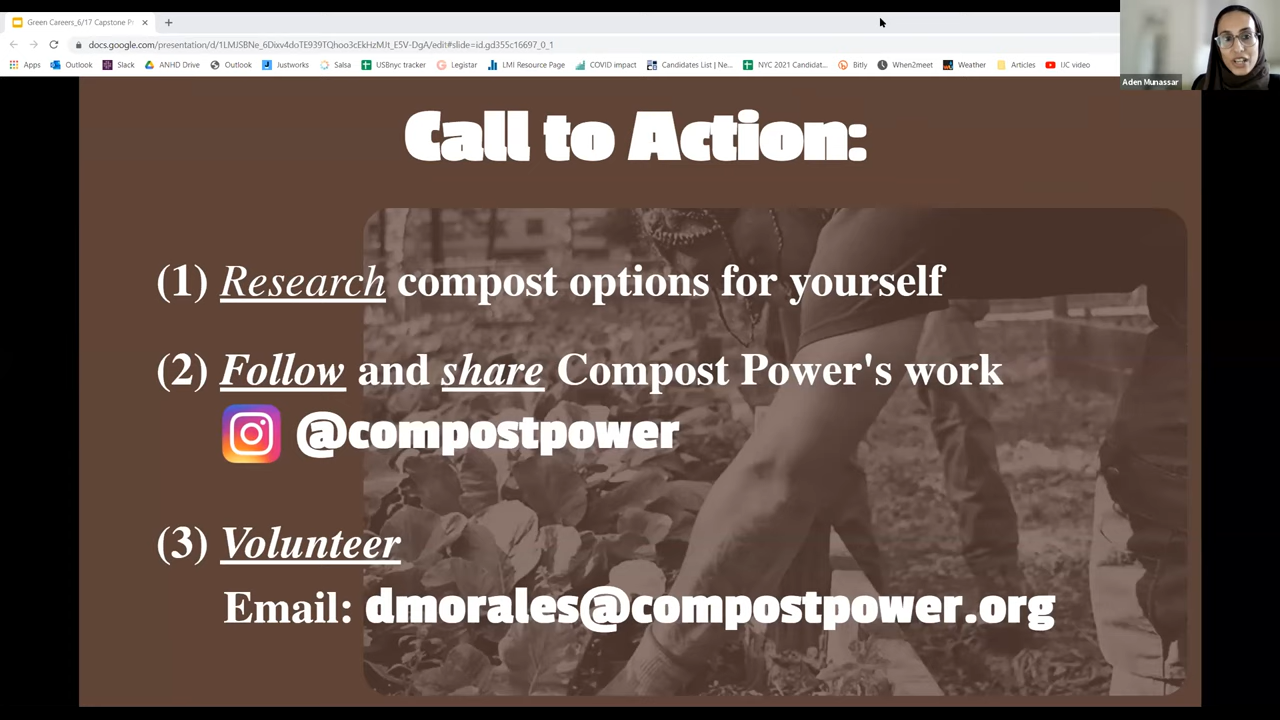 Green Careers_6/17 Capstone Pr
docs.google.com/presentation/d/1LMJSBNe_6Dixv4doTE939TQhoo3cEkHzMJt_E5V-DgA/edit#slide=id.gd355c16697_0_1
Apps Outlook Slack ANHD Drive Outlook Justworks Salsa USBnyc tracker Legistar LMI Resource Page COVID impact Candidates List | Ne... NYC 2021 Candidat... Bitly When2meet Weather Articles IJC video
Aden Munassar
Call to Action:
(1) Research compost options for yourself
(2) Follow and share Compost Power's work
@compostpower
(3) Volunteer
Email: dmorales@compostpower.org